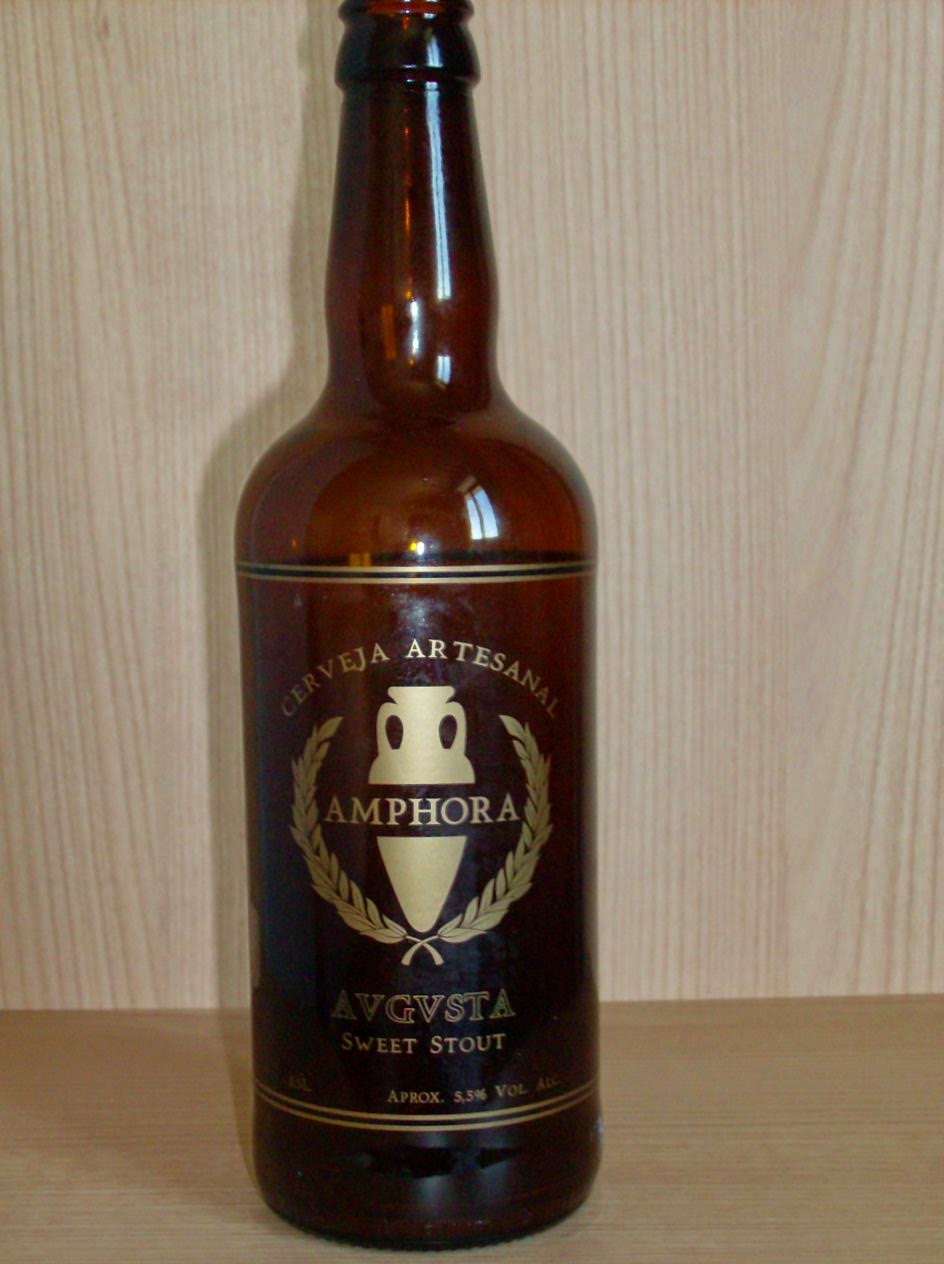 CERVEJA ARTESANAL
AMPHORA
AVGVSTA
SWEET STOUT
APROX. 5,5% VOL. ALC.